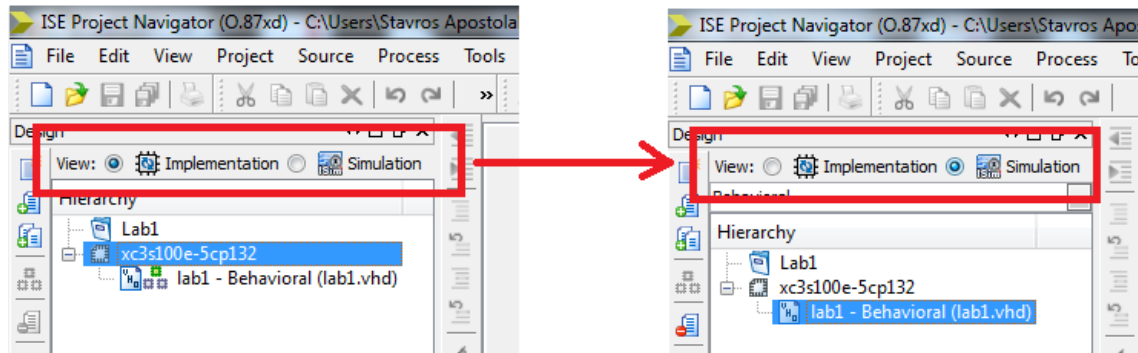 ISE Project Navigator (O.87xd) - C:\Users\Stavros Apostola
File Edit View Project Source Process Tools
»
Design
View: Implementation Simulation
Hierarchy
Lab1
xc3s100e-5cp132
lab1 - Behavioral (lab1.vhd)
ISE Project Navigator (O.87xd) - C:\Users\Stavros Apo
File Edit View Project Source Process To
Design
View: Implementation Simulation
Behavioral
Hierarchy
Lab1
xc3s100e-5cp132
lab1 - Behavioral (lab1.vhd)